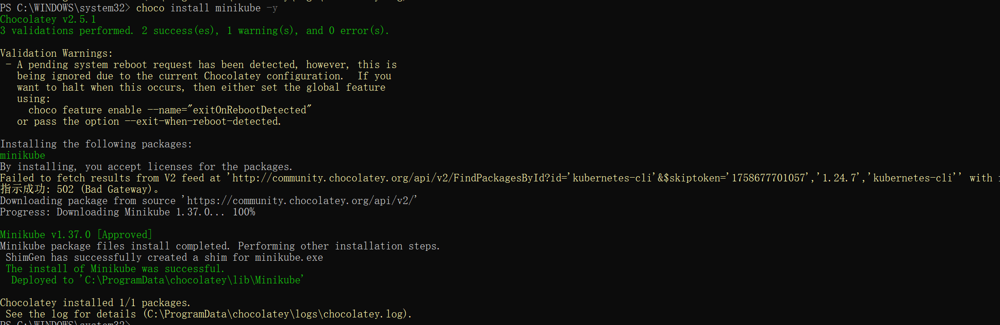 PS C:\WINDOWS\system32> choco install minikube -y
Chocolatey v2.5.1
3 validations performed. 2 success(es), 1 warning(s), and 0 error(s).
Validation Warnings:
- A pending system reboot request has been detected, however, this is
being ignored due to the current Chocolatey configuration.  If you
want to halt when this occurs, then either set the global feature
using:
choco feature enable --name="exitOnRebootDetected"
or pass the option --exit-when-reboot-detected.
Installing the following packages:
minikube
By installing, you accept licenses for the packages.
Failed to fetch results from V2 feed at 'http://community.chocolatey.org/api/v2/FindPackagesById?id='kubernetes-cli'&$skiptoken='1758677701057','1.24.7','kubernetes-cli'' with
指示成功: 502 (Bad Gateway)。
Downloading package from source 'https://community.chocolatey.org/api/v2/'
Progress: Downloading Minikube 1.37.0... 100%
Minikube v1.37.0 [Approved]
Minikube package files install completed. Performing other installation steps.
ShimGen has successfully created a shim for minikube.exe
The install of Minikube was successful.
Deployed to 'C:\ProgramData\chocolatey\lib\Minikube'
Chocolatey installed 1/1 packages.
See the log for details (C:\ProgramData\chocolatey\logs\chocolatey.log).
PS C:\WINDOWS\system32>